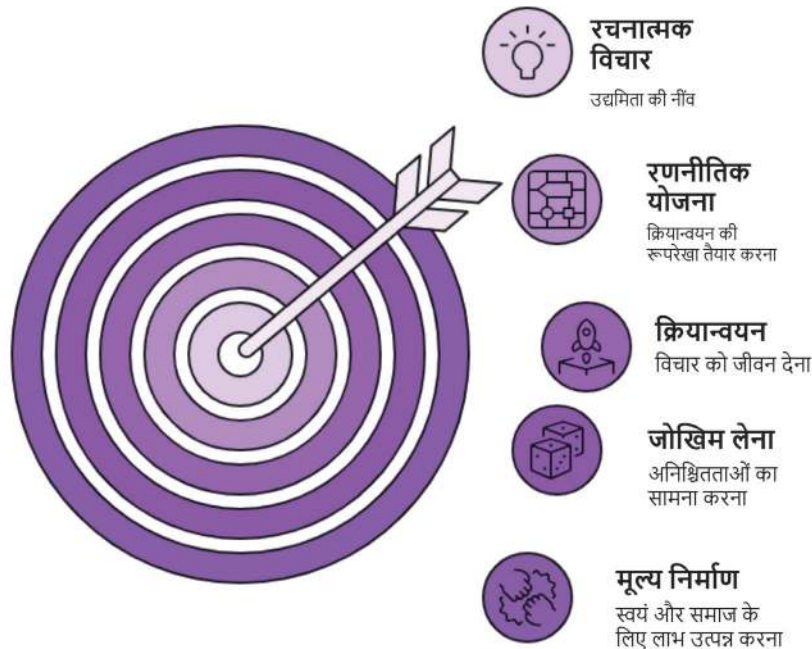 रचनात्मक
विचार
उद्यमिता की नींव
रणनीतिक
योजना
क्रियान्वयन की
रूपरेखा तैयार करना
क्रियान्वयन
विचार को जीवन देना
जोखिम लेना
अनिश्चितताओं का
सामना करना
मूल्य निर्माण
स्वयं और समाज के
लिए लाभ उत्पन्न करना